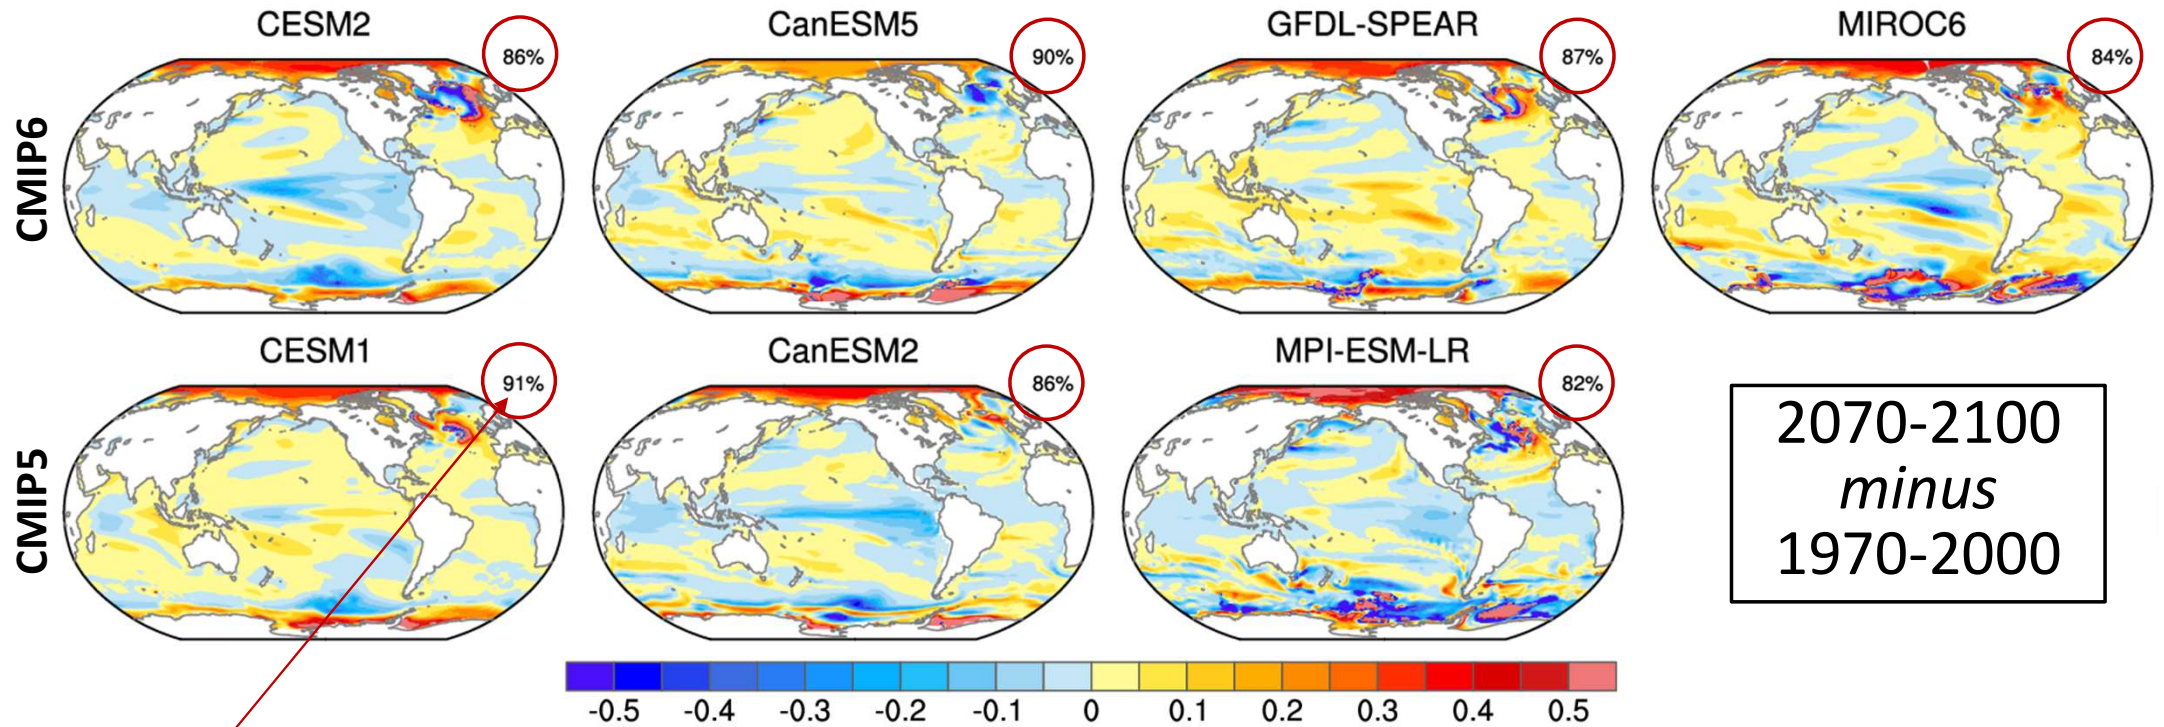 CESM2
CanESM5
GFDL-SPEAR
MIROC6
86%
90%
87%
84%
CMIP6
CESM1
CanESM2
MPI-ESM-LR
91%
86%
82%
CMIP5
2070-2100
minus
1970-2000
-0.5 -0.4 -0.3 -0.2 -0.1 0 0.1 0.2 0.3 0.4 0.5